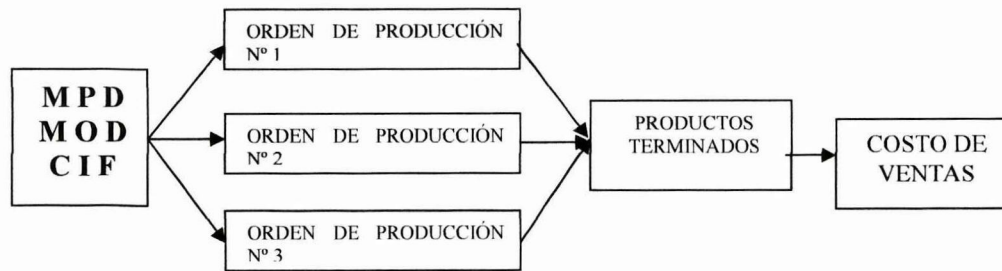 M P D
M O D
C I F
ORDEN DE PRODUCCIÓN
Nº 1
ORDEN DE PRODUCCIÓN
Nº 2
ORDEN DE PRODUCCIÓN
Nº 3
PRODUCTOS
TERMINADOS
COSTO DE
VENTAS